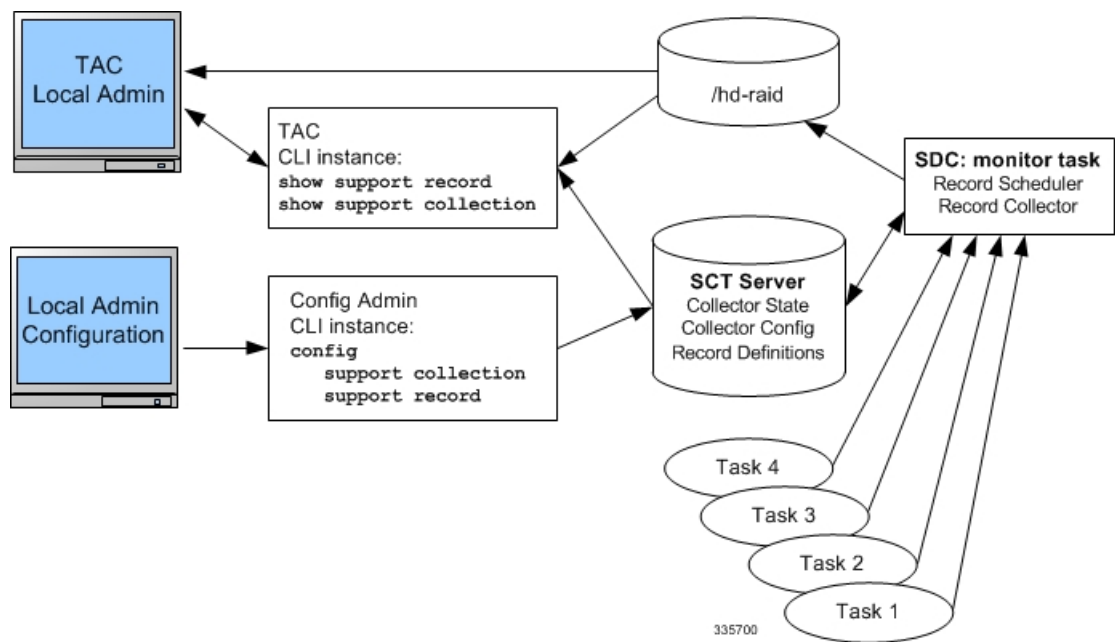 TAC
Local Admin
/hd-raid
TAC
CLI instance:
show support record
show support collection
SDC: monitor task
Record Scheduler
Record Collector
Local Admin
Configuration
Config Admin
CLI instance:
config
support collection
support record
SCT Server
Collector State
Collector Config
Record Definitions
Task 4
Task 3
Task 2
Task 1
335700